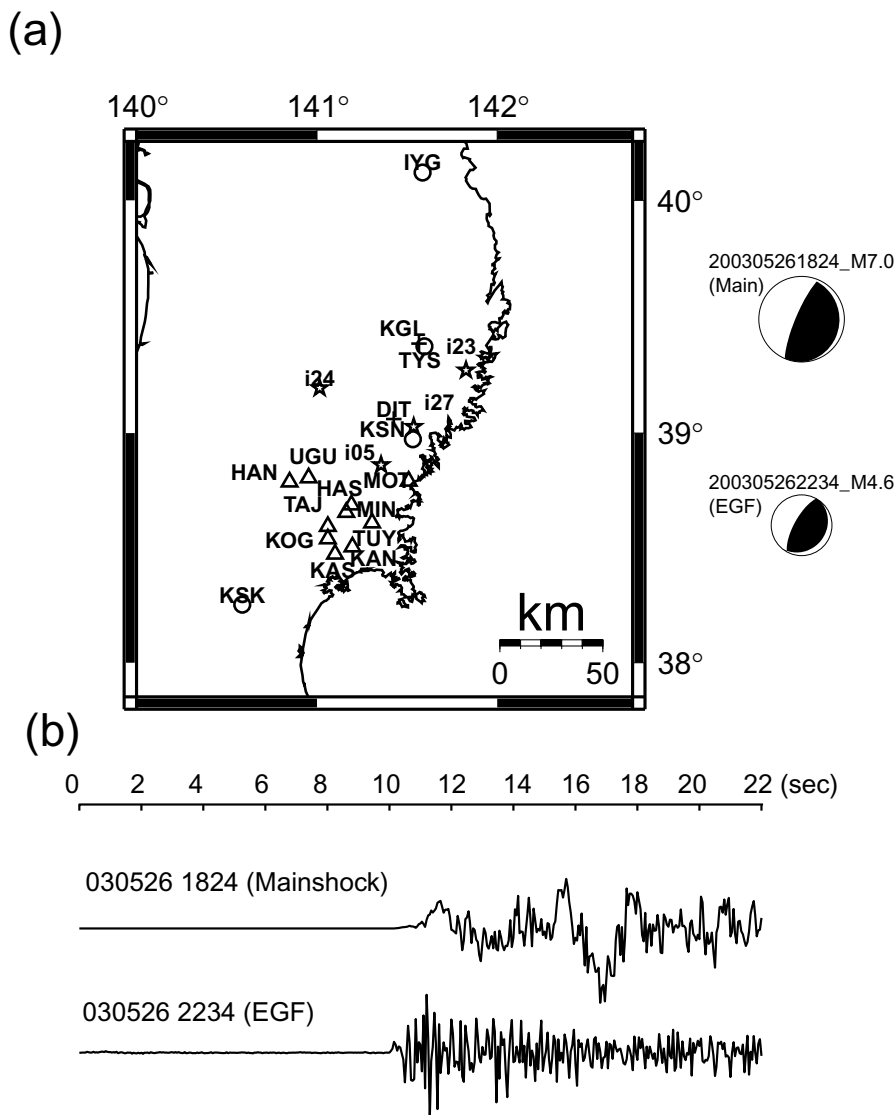 (a)
140° 141° 142°
IYG
40°
200305261824_M7.0
(Main)
KGL
i23
TYS
i24
DIT
i27
39°
KSN
UGU
i05
HAN
HAS
MOT
200305262234_M4.6
(EGF)
TAJ
MIN
KOG
TUY
KAN
KAS
KSK
km
0 50
38°
(b)
0 2 4 6 8 10 12 14 16 18 20 22 (sec)
030526 1824 (Mainshock)
030526 2234 (EGF)